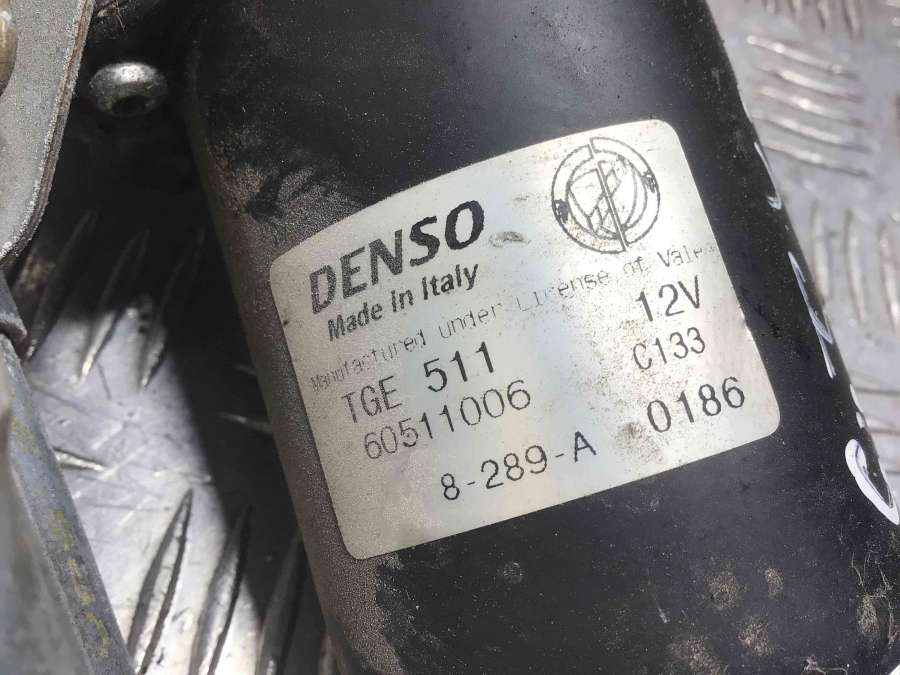 DENSO
Made in Italy
Manufactured under License of Valeo
TGE 511 12V
60511006 C133
8-289-A 0186